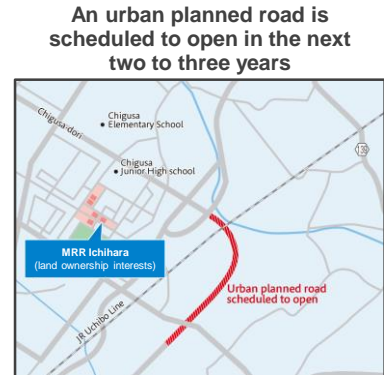 An urban planned road is
scheduled to open in the next
two to three years
Chigusa-dori
Chigusa
Elementary School
Chigusa
Junior High school
139
MRR Ichihara
(land ownership interests)
Urban planned road
scheduled to open
JR Uchibo Line